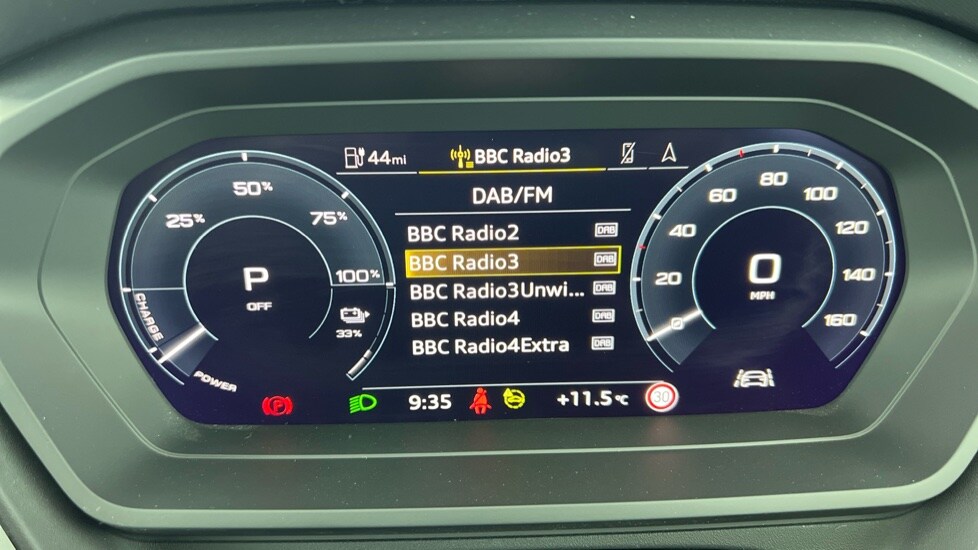 44mi
BBC Radio3
DAB/FM
BBC Radio2 DAB
BBC Radio3 DAB
BBC Radio3Unwi... DAB
BBC Radio4 DAB
BBC Radio4Extra DAB
25%
50%
75%
100%
P
OFF
33%
CHARGE
POWER
0
20
40
60
80
100
120
140
160
0
MPH
P
9:35
+11.5°C
30